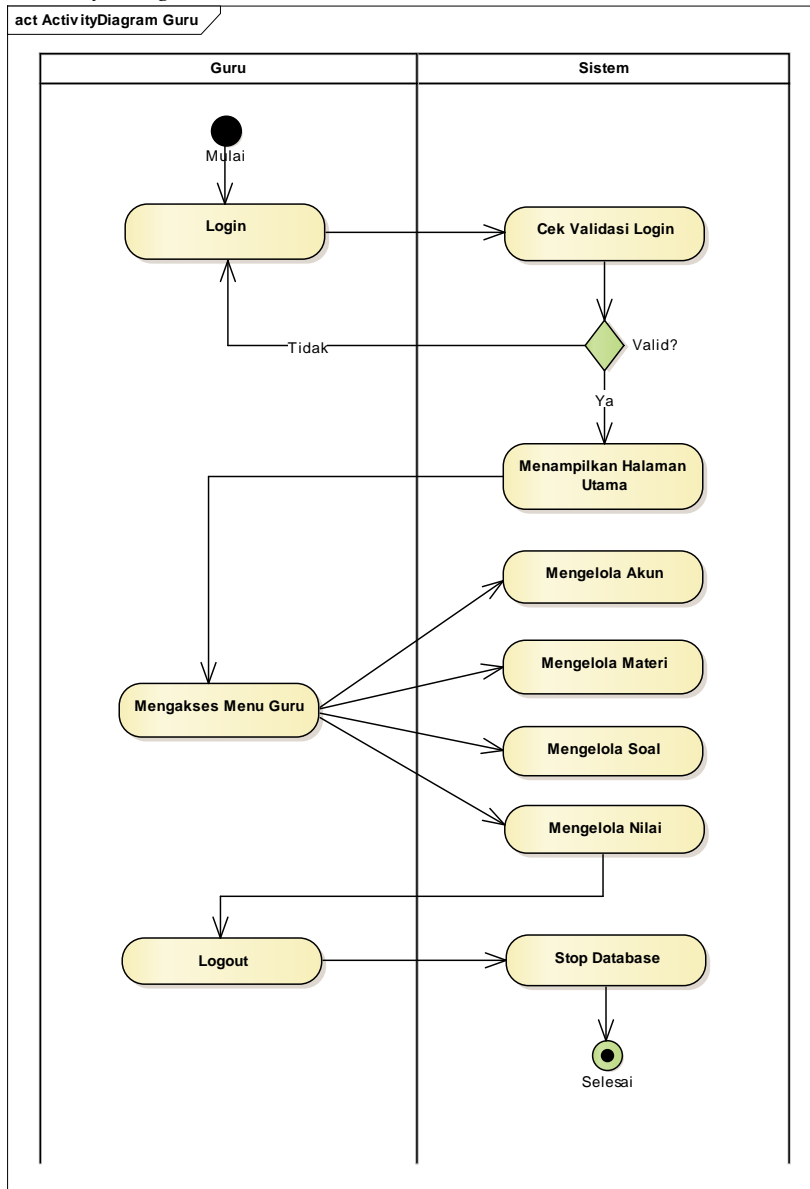 act ActivityDiagram Guru
Guru
Sistem
Mulai
Login
Cek Validasi Login
Tidak
Valid?
Ya
Menampilkan Halaman
Utama
Mengelola Akun
Mengelola Materi
Mengakses Menu Guru
Mengelola Soal
Mengelola Nilai
Logout
Stop Database
Selesai